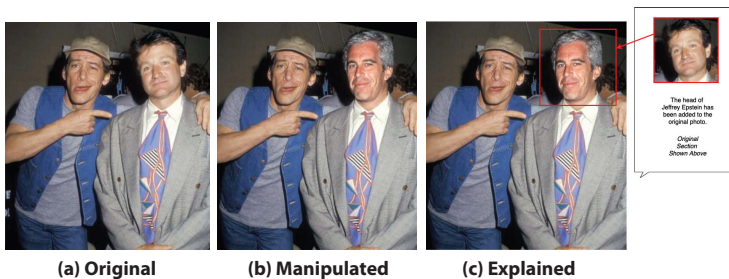 The head of
Jeffrey Epstein has
been added to the
original photo.
Original
Section
Shown Above
(a) Original
(b) Manipulated
(c) Explained